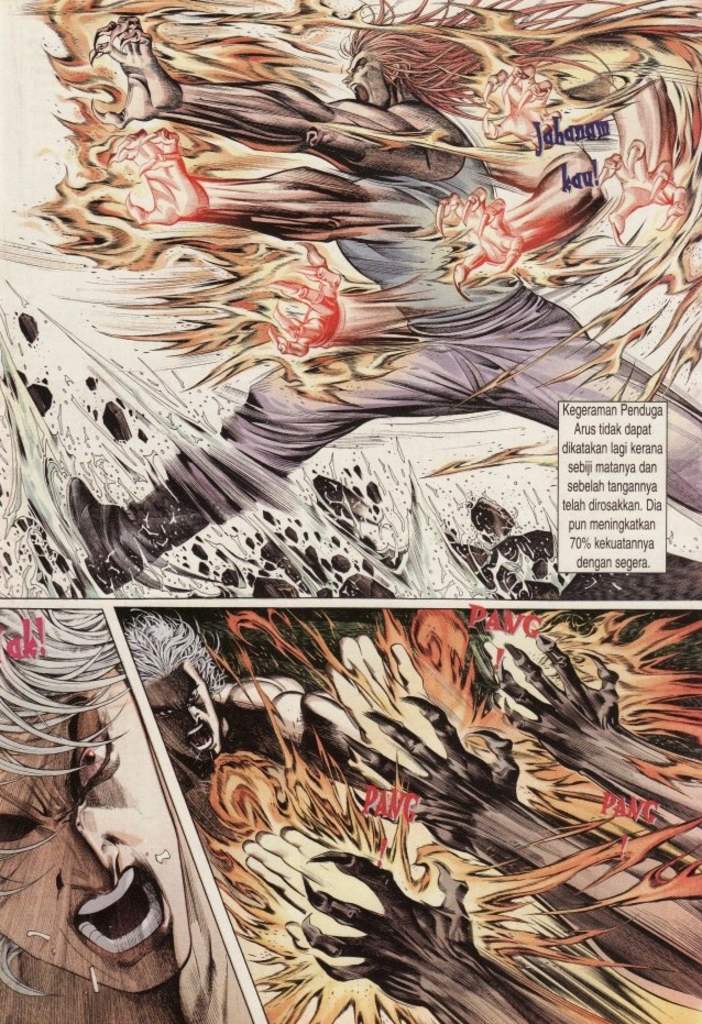 Jahanam
kau!
Kegeraman Penduga
Arus tidak dapat
dikatakan lagi kerana
sebiji matanya dan
sebelah tangannya
telah dirosakkan. Dia
pun meningkatkan
70% kekuatannya
dengan segera.
PANG
!
PANG
!
PANG
!